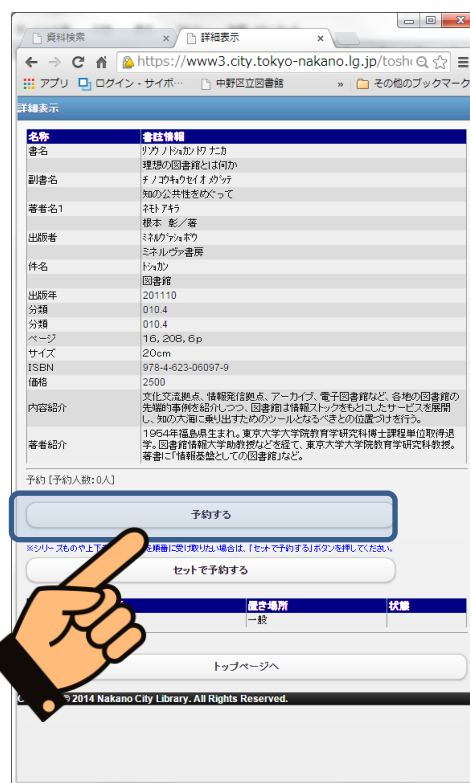 資料検索 × 詳細表示 ×
https://www3.city.tokyo-nakano.lg.jp/tosho
アプリ ログイン - サイボ… 中野区立図書館 » その他のブックマーク
詳細表示
名称 書誌情報
書名 リソウ ノ トショカン トワ ナニカ
理想の図書館とは何か
副書名 チ ノ コウキョウセイ オ メグッテ
知の公共性をめぐって
著者名1 ネモト アキラ
根本 彰／著
出版者 ミネルヴァ ショボウ
ミネルヴァ書房
件名 トショカン
図書館
出版年 201110
分類 010.4
分類 010.4
ページ 16, 208, 6p
サイズ 20cm
ISBN 978-4-623-06097-9
価格 2500
内容紹介 文化交流拠点、情報発信拠点、アーカイブ、電子図書館など、各地の図書館の
先端的事例を紹介しつつ、図書館は情報ストックをもとにしたサービスを展開
し、知の大海に乗り出すためのツールとなるべきとの位置づけを行う。
著者紹介 1954年福島県生まれ。東京大学大学院教育学研究科博士課程単位取得退
学。図書館情報大学助教授などを経て、東京大学大学院教育学研究科教授。
著書に「情報基盤としての図書館」など。
予約 [予約人数:0人]
予約する
※シリーズものや上下 を順番に受け取りたい場合は、「セットで予約する」ボタンを押してください。
セットで予約する
置き場所 状態
一般
トップページへ
2014 Nakano City Library. All Rights Reserved.